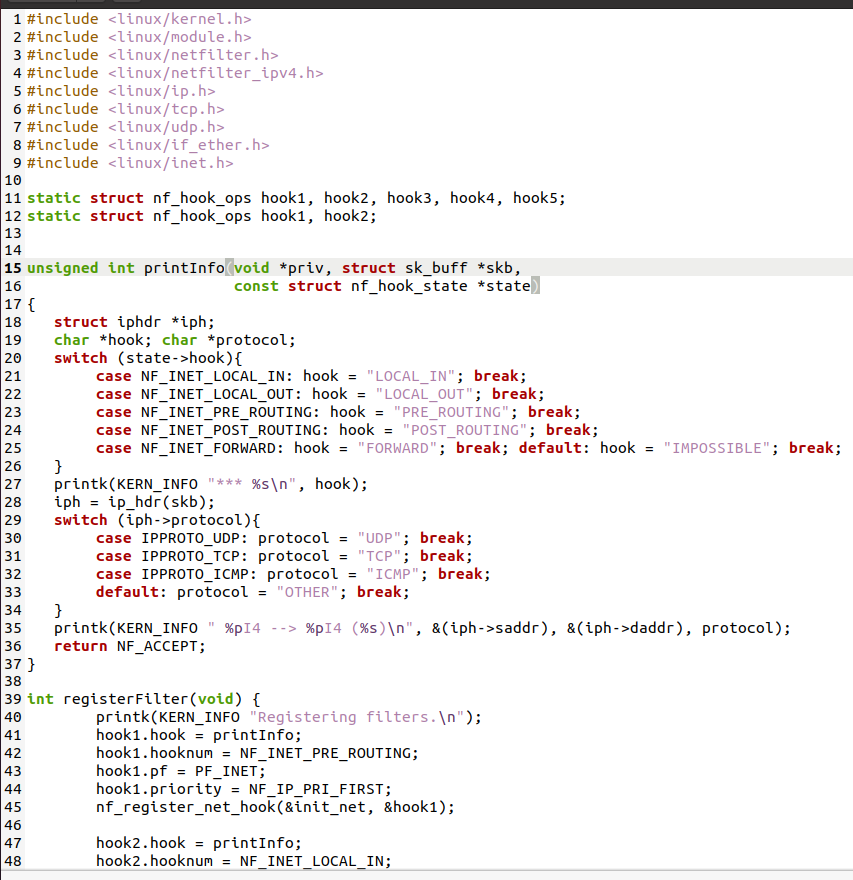 1 #include <linux/kernel.h>
2 #include <linux/module.h>
3 #include <linux/netfilter.h>
4 #include <linux/netfilter_ipv4.h>
5 #include <linux/ip.h>
6 #include <linux/tcp.h>
7 #include <linux/udp.h>
8 #include <linux/if_ether.h>
9 #include <linux/inet.h>
10
11 static struct nf_hook_ops hook1, hook2, hook3, hook4, hook5;
12 static struct nf_hook_ops hook1, hook2;
13
14
15 unsigned int printInfo(void *priv, struct sk_buff *skb,
16                        const struct nf_hook_state *state)
17 {
18    struct iphdr *iph;
19    char *hook; char *protocol;
20    switch (state->hook){
21         case NF_INET_LOCAL_IN: hook = "LOCAL_IN"; break;
22         case NF_INET_LOCAL_OUT: hook = "LOCAL_OUT"; break;
23         case NF_INET_PRE_ROUTING: hook = "PRE_ROUTING"; break;
24         case NF_INET_POST_ROUTING: hook = "POST_ROUTING"; break;
25         case NF_INET_FORWARD: hook = "FORWARD"; break; default: hook = "IMPOSSIBLE"; break;
26    }
27    printk(KERN_INFO "*** %s\n", hook);
28    iph = ip_hdr(skb);
29    switch (iph->protocol){
30         case IPPROTO_UDP: protocol = "UDP"; break;
31         case IPPROTO_TCP: protocol = "TCP"; break;
32         case IPPROTO_ICMP: protocol = "ICMP"; break;
33         default: protocol = "OTHER"; break;
34    }
35    printk(KERN_INFO " %pI4 --> %pI4 (%s)\n", &(iph->saddr), &(iph->daddr), protocol);
36    return NF_ACCEPT;
37 }
38
39 int registerFilter(void) {
40         printk(KERN_INFO "Registering filters.\n");
41         hook1.hook = printInfo;
42         hook1.hooknum = NF_INET_PRE_ROUTING;
43         hook1.pf = PF_INET;
44         hook1.priority = NF_IP_PRI_FIRST;
45         nf_register_net_hook(&init_net, &hook1);
46
47         hook2.hook = printInfo;
48         hook2.hooknum = NF_INET_LOCAL_IN;